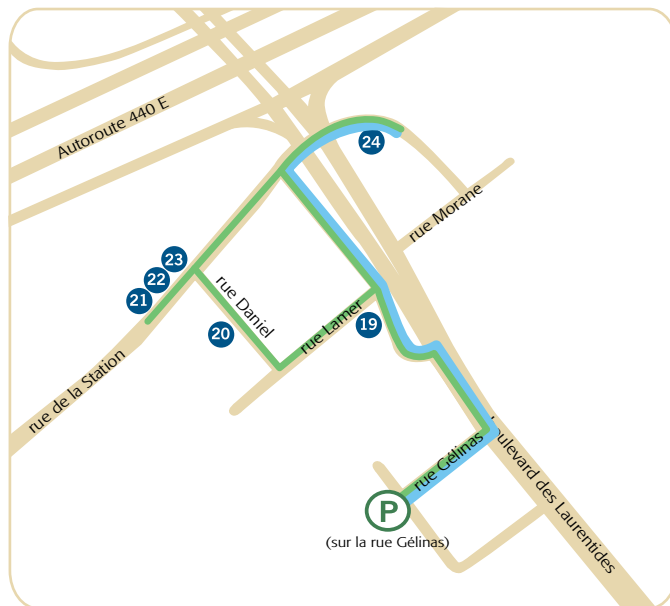 Autoroute 440 E
24
rue Morane
23
22
21
rue Daniel
20
rue Lamer
19
rue de la Station
boulevard des Laurentides
rue Gélinas
P
(sur la rue Gélinas)